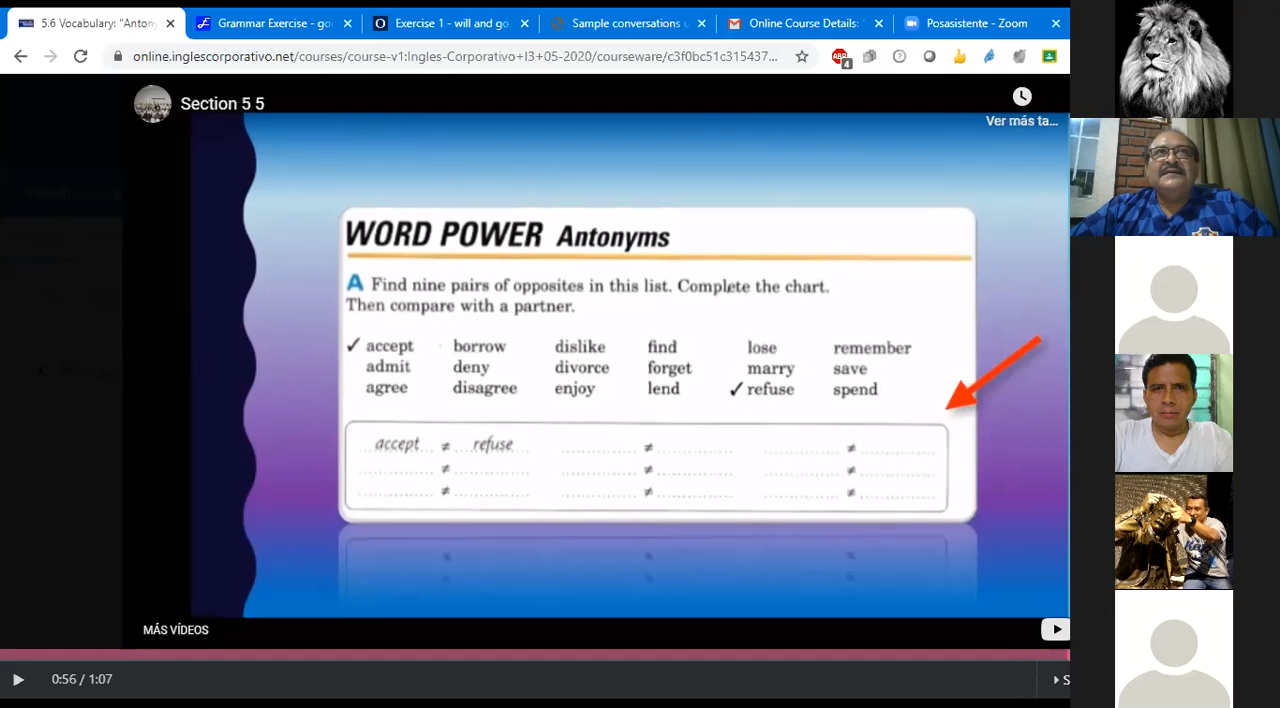 5.6 Vocabulary: "Antony
Grammar Exercise - go
Exercise 1 - will and go
Sample conversations u
Online Course Details:
Posasistente - Zoom
online.inglescorporativo.net/courses/course-v1:Ingles-Corporativo+I3+05-2020/courseware/c3f0bc51c315437...
ABP
4
Section 5 5
Ver más ta...
WORD POWER Antonyms
A Find nine pairs of opposites in this list. Complete the chart.
Then compare with a partner.
✓ accept borrow dislike find lose remember
admit deny divorce forget marry save
agree disagree enjoy lend ✓ refuse spend
accept ≠ refuse ≠ ≠
≠ ≠ ≠
≠ ≠ ≠
MÁS VÍDEOS
0:56 / 1:07
S